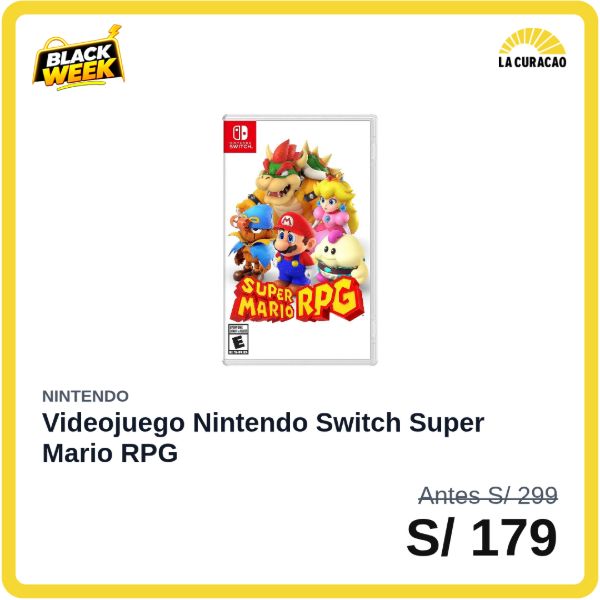 BLACK
WEEK
LA CURACAO
NINTENDO
SWITCH.
SUPER
MARIO RPG
E
NINTENDO
Videojuego Nintendo Switch Super
Mario RPG
Antes S/ 299
S/ 179